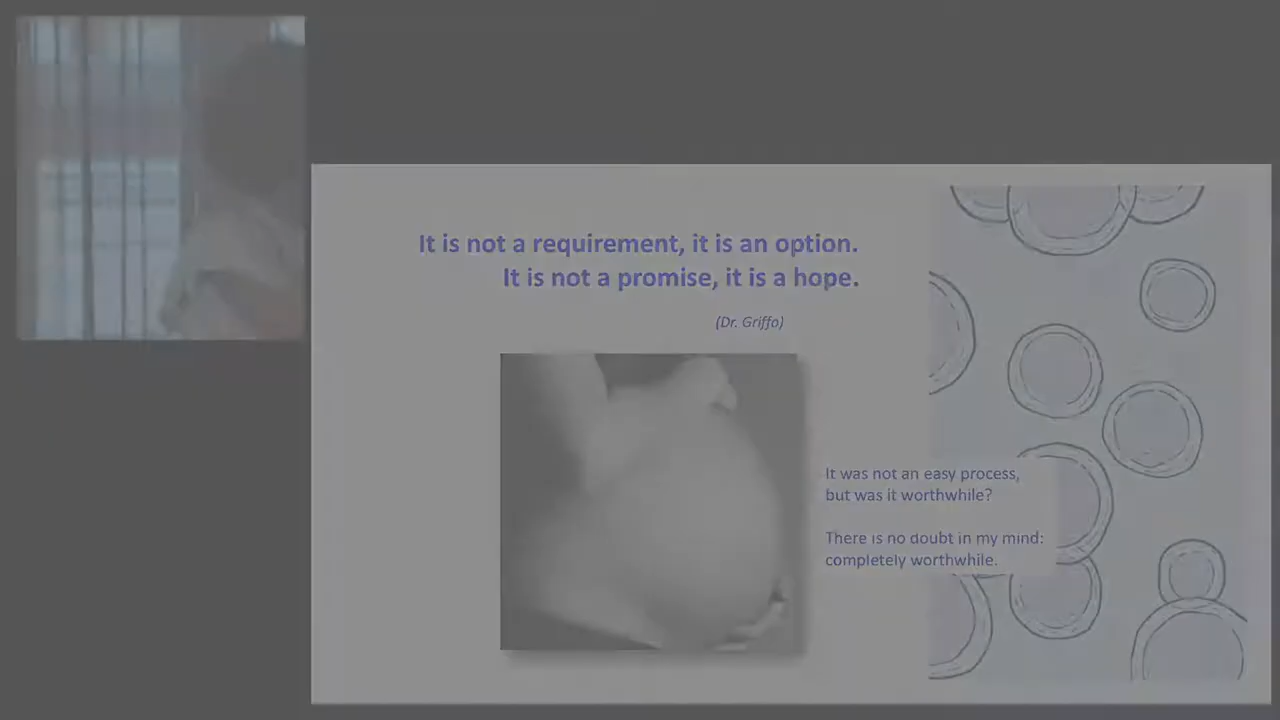 It is not a requirement, it is an option.
It is not a promise, it is a hope.
(Dr. Griffo)
It was not an easy process,
but was it worthwhile?
There is no doubt in my mind:
completely worthwhile.